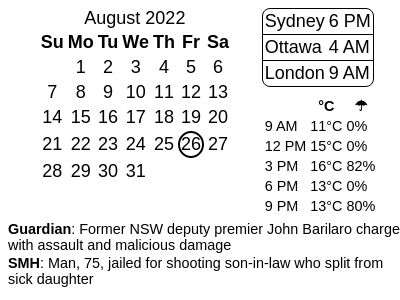 August 2022
Su Mo Tu We Th Fr Sa
1 2 3 4 5 6
7 8 9 10 11 12 13
14 15 16 17 18 19 20
21 22 23 24 25 26 27
28 29 30 31
Sydney 6 PM
Ottawa 4 AM
London 9 AM
°C ☂
9 AM 11°C 0%
12 PM 15°C 0%
3 PM 16°C 82%
6 PM 13°C 0%
9 PM 13°C 80%
Guardian: Former NSW deputy premier John Barilaro charge
with assault and malicious damage
SMH: Man, 75, jailed for shooting son-in-law who split from
sick daughter